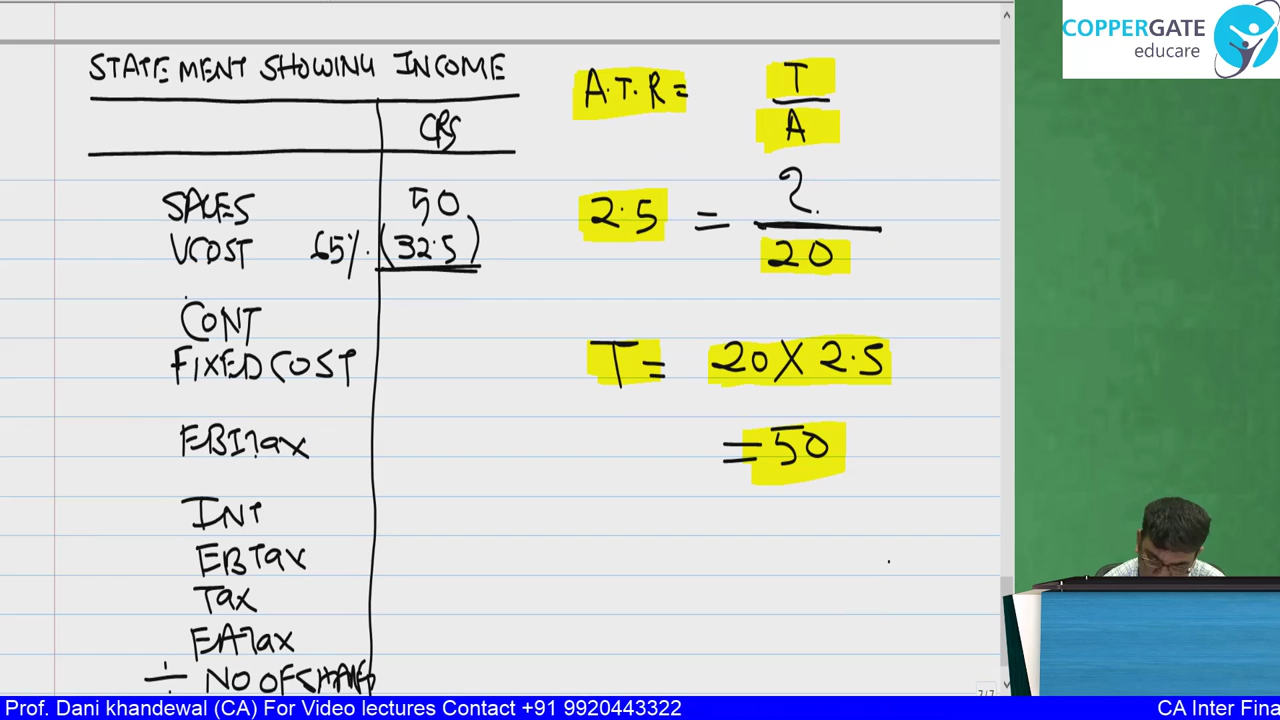 COPPERGATE
educare
STATEMENT SHOWING INCOME
CRS
SALES 50
VCOST 65% (32.5)
CONT
FIXED COST
EBITax
INT
EBTax
Tax
EATax
÷ NO OF SHARES
A.T.R = T
A
2.5 = ?
20
T = 20 X 2.5
= 50
7/7
Prof. Dani khandewal (CA) For Video lectures Contact +91 9920443322
CA Inter Fina